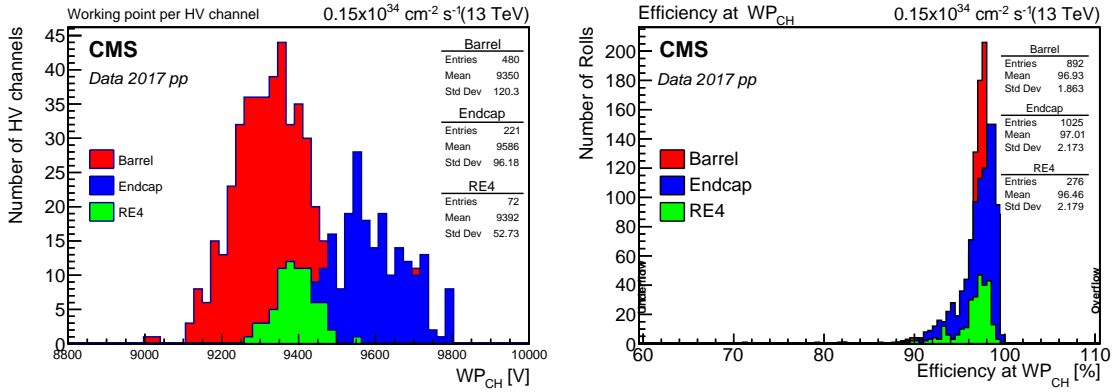 Working point per HV channel 0.15x10³⁴ cm⁻² s⁻¹(13 TeV)
Number of HV channels
45
40
35
30
25
20
15
10
5
0
CMS
Data 2017 pp
Barrel
Entries 480
Mean 9350
Std Dev 120.3
Endcap
Entries 221
Mean 9586
Std Dev 96.18
RE4
Entries 72
Mean 9392
Std Dev 52.73
Barrel
Endcap
RE4
8800 9000 9200 9400 9600 9800 10000
WP_CH [V]
Efficiency at WP_CH 0.15x10³⁴ cm⁻² s⁻¹(13 TeV)
Number of Rolls
200
180
160
140
120
100
80
60
40
20
0
CMS
Data 2017 pp
Barrel
Entries 892
Mean 96.93
Std Dev 1.863
Endcap
Entries 1025
Mean 97.01
Std Dev 2.173
RE4
Entries 276
Mean 96.46
Std Dev 2.179
Barrel
Endcap
RE4
underflow
Overflow
60 70 80 90 100 110
Efficiency at WP_CH [%]